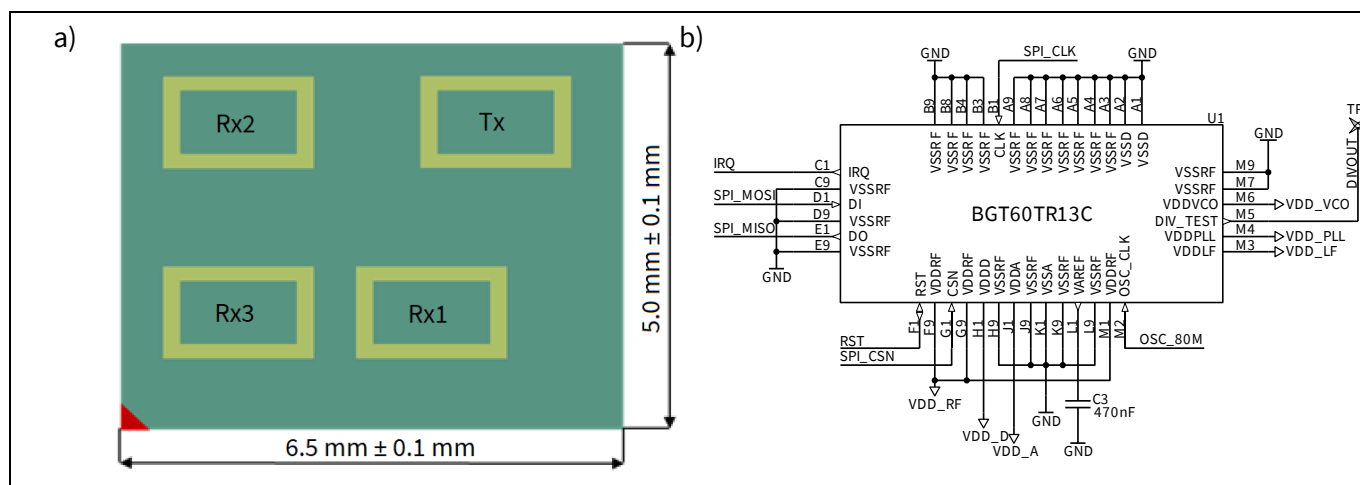 a)
Rx2
Tx
Rx3
Rx1
6.5 mm ± 0.1 mm
5.0 mm ± 0.1 mm
b)
GND
SPI_CLK
GND
B9
B8
B4
B3
B1
A9
A8
A7
A6
A5
A4
A3
A2
A1
U1
VSSRF
VSSRF
VSSRF
VSSRF
CLK
VSSRF
VSSRF
VSSRF
VSSRF
VSSRF
VSSRF
VSSRF
VSSD
VSSD
IRQ
C1
IRQ
C9
VSSRF
SPI_MOSI
D1
DI
D9
VSSRF
SPI_MISO
E1
DO
E9
VSSRF
GND
BGT60TR13C
GND
VSSRF
M9
VSSRF
M7
VDDVCO
M6
VDD_VCO
DIV_TEST
M5
VDDPLL
M4
VDD_PLL
VDDLF
M3
VDD_LF
DIVOUT
RST
VDDRF
CSN
VDDRF
VDDD
VSSRF
VDDA
VSSRF
VSSA
VSSRF
VAREF
VSSRF
VDDRF
OSC_CLK
F1
F9
G1
G9
H1
H9
J1
J9
K1
K9
L1
L9
M1
M2
RST
SPI_CSN
OSC_80M
VDD_RF
VDD_D
VDD_A
GND
C3
470nF
GND